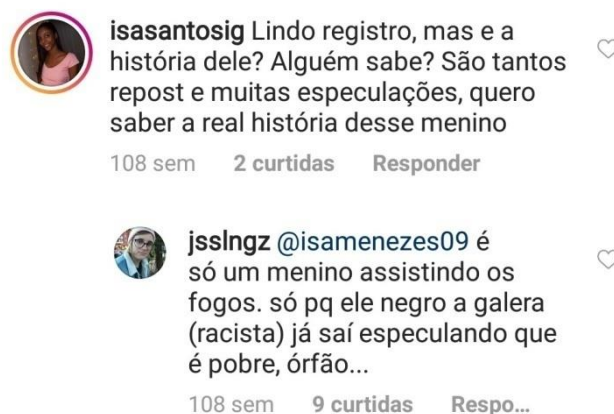 isasantosig Lindo registro, mas e a
história dele? Alguém sabe? São tantos
repost e muitas especulações, quero
saber a real história desse menino
108 sem 2 curtidas Responder
jsslngz @isamenezes09 é
só um menino assistindo os
fogos. só pq ele negro a galera
(racista) já saí especulando que
é pobre, órfão...
108 sem 9 curtidas Respo...